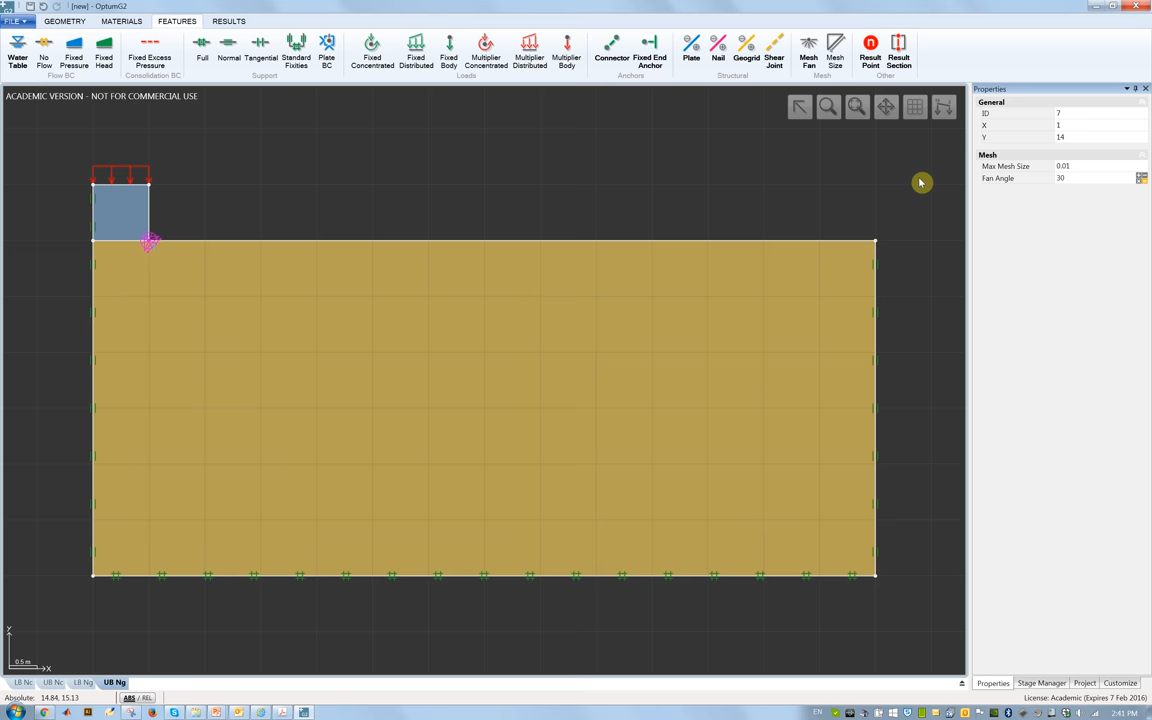 [new] - OptumG2
G2
FILE GEOMETRY MATERIALS FEATURES RESULTS
Water Table
No Flow
Fixed Pressure
Fixed Head
Flow BC
Fixed Excess Pressure
Consolidation BC
Full
Normal
Tangential
Standard Fixities
Plate BC
Support
Fixed Concentrated
Fixed Distributed
Fixed Body
Multiplier Concentrated
Multiplier Distributed
Multiplier Body
Loads
Connector
Fixed End Anchor
Anchors
Plate
Nail
Geogrid
Shear Joint
Structural
Mesh Fan
Mesh Size
Mesh
Result Point
Result Section
Other
ACADEMIC VERSION - NOT FOR COMMERCIAL USE
Properties
General
ID 7
X 1
Y 14
Mesh
Max Mesh Size 0.01
Fan Angle 30
Y
0.5 m
X
LB Nc UB Nc LB Ng UB Ng
Properties Stage Manager Project Customize
Absolute: 14.84, 15.13 ABS / REL
License: Academic (Expires 7 Feb 2016)
EN
2:41 PM